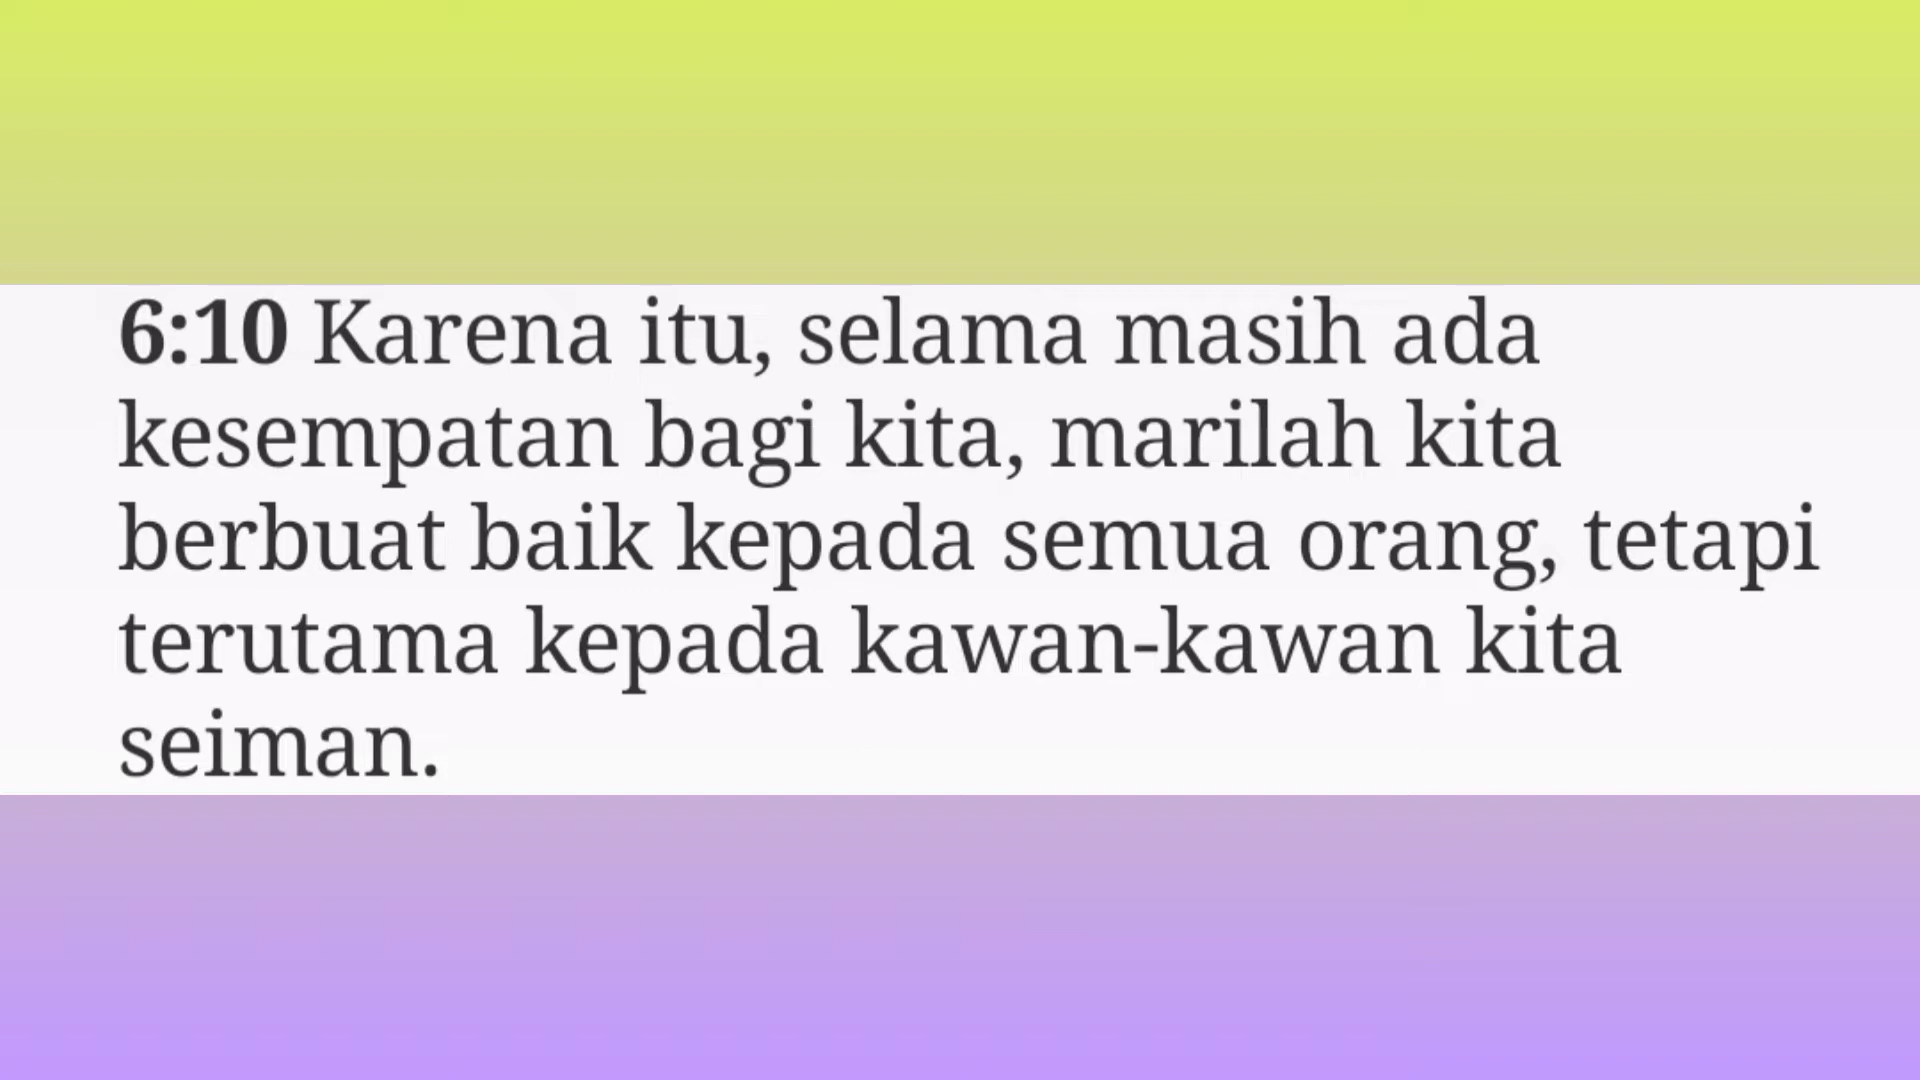 6:10 Karena itu, selama masih ada
kesempatan bagi kita, marilah kita
berbuat baik kepada semua orang, tetapi
terutama kepada kawan-kawan kita
seiman.